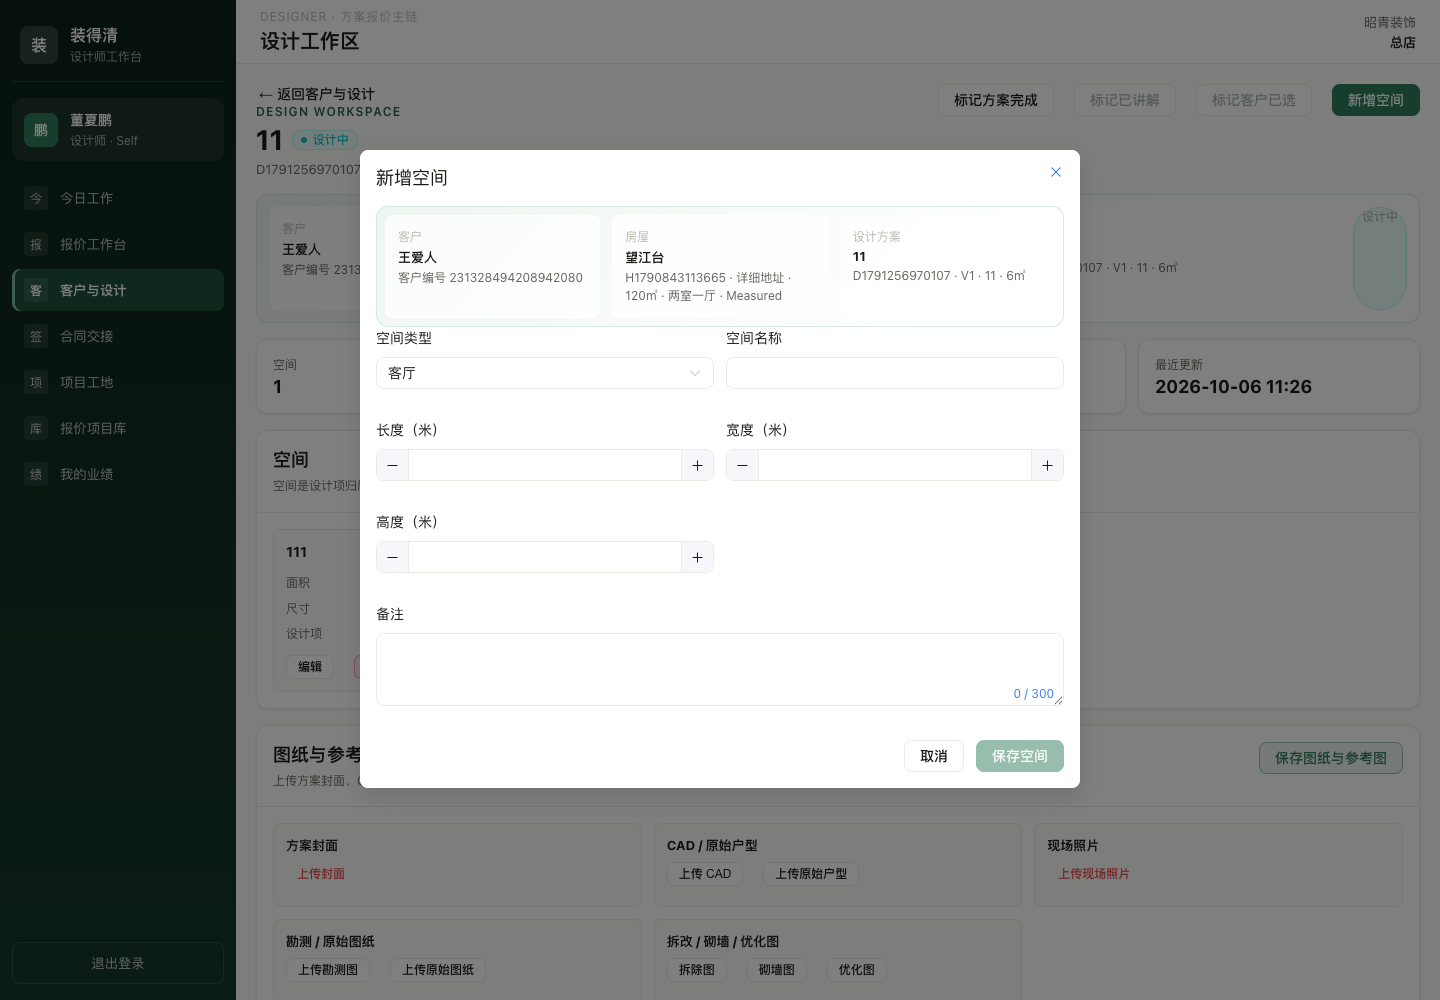 装
装得清
设计师工作台
鹏
董夏鹏
设计师 · Self
今 今日工作
报 报价工作台
客 客户与设计
签 合同交接
项 项目工地
库 报价项目库
绩 我的业绩
退出登录
DESIGNER · 方案报价主链
设计工作区
昭青装饰
总店
← 返回客户与设计
DESIGN WORKSPACE
11 设计中
D1791256970107
标记方案完成 标记已讲解 标记客户已选 新增空间
客户
王爱人
客户编号 2313
0107 · V1 · 11 · 6㎡
设计中
空间
1
最近更新
2026-10-06 11:26
空间
空间是设计项归
111
面积
尺寸
设计项
编辑
新增空间
客户
王爱人
客户编号 231328494208942080
房屋
望江台
H1790843113665 · 详细地址 ·
120㎡ · 两室一厅 · Measured
设计方案
11
D1791256970107 · V1 · 11 · 6㎡
空间类型 空间名称
客厅
长度（米） 宽度（米）
高度（米）
备注
0 / 300
取消 保存空间
图纸与参考
上传方案封面、
保存图纸与参考图
方案封面
上传封面
CAD / 原始户型
上传 CAD 上传原始户型
现场照片
上传现场照片
勘测 / 原始图纸
上传勘测图 上传原始图纸
拆改 / 砌墙 / 优化图
拆除图 砌墙图 优化图